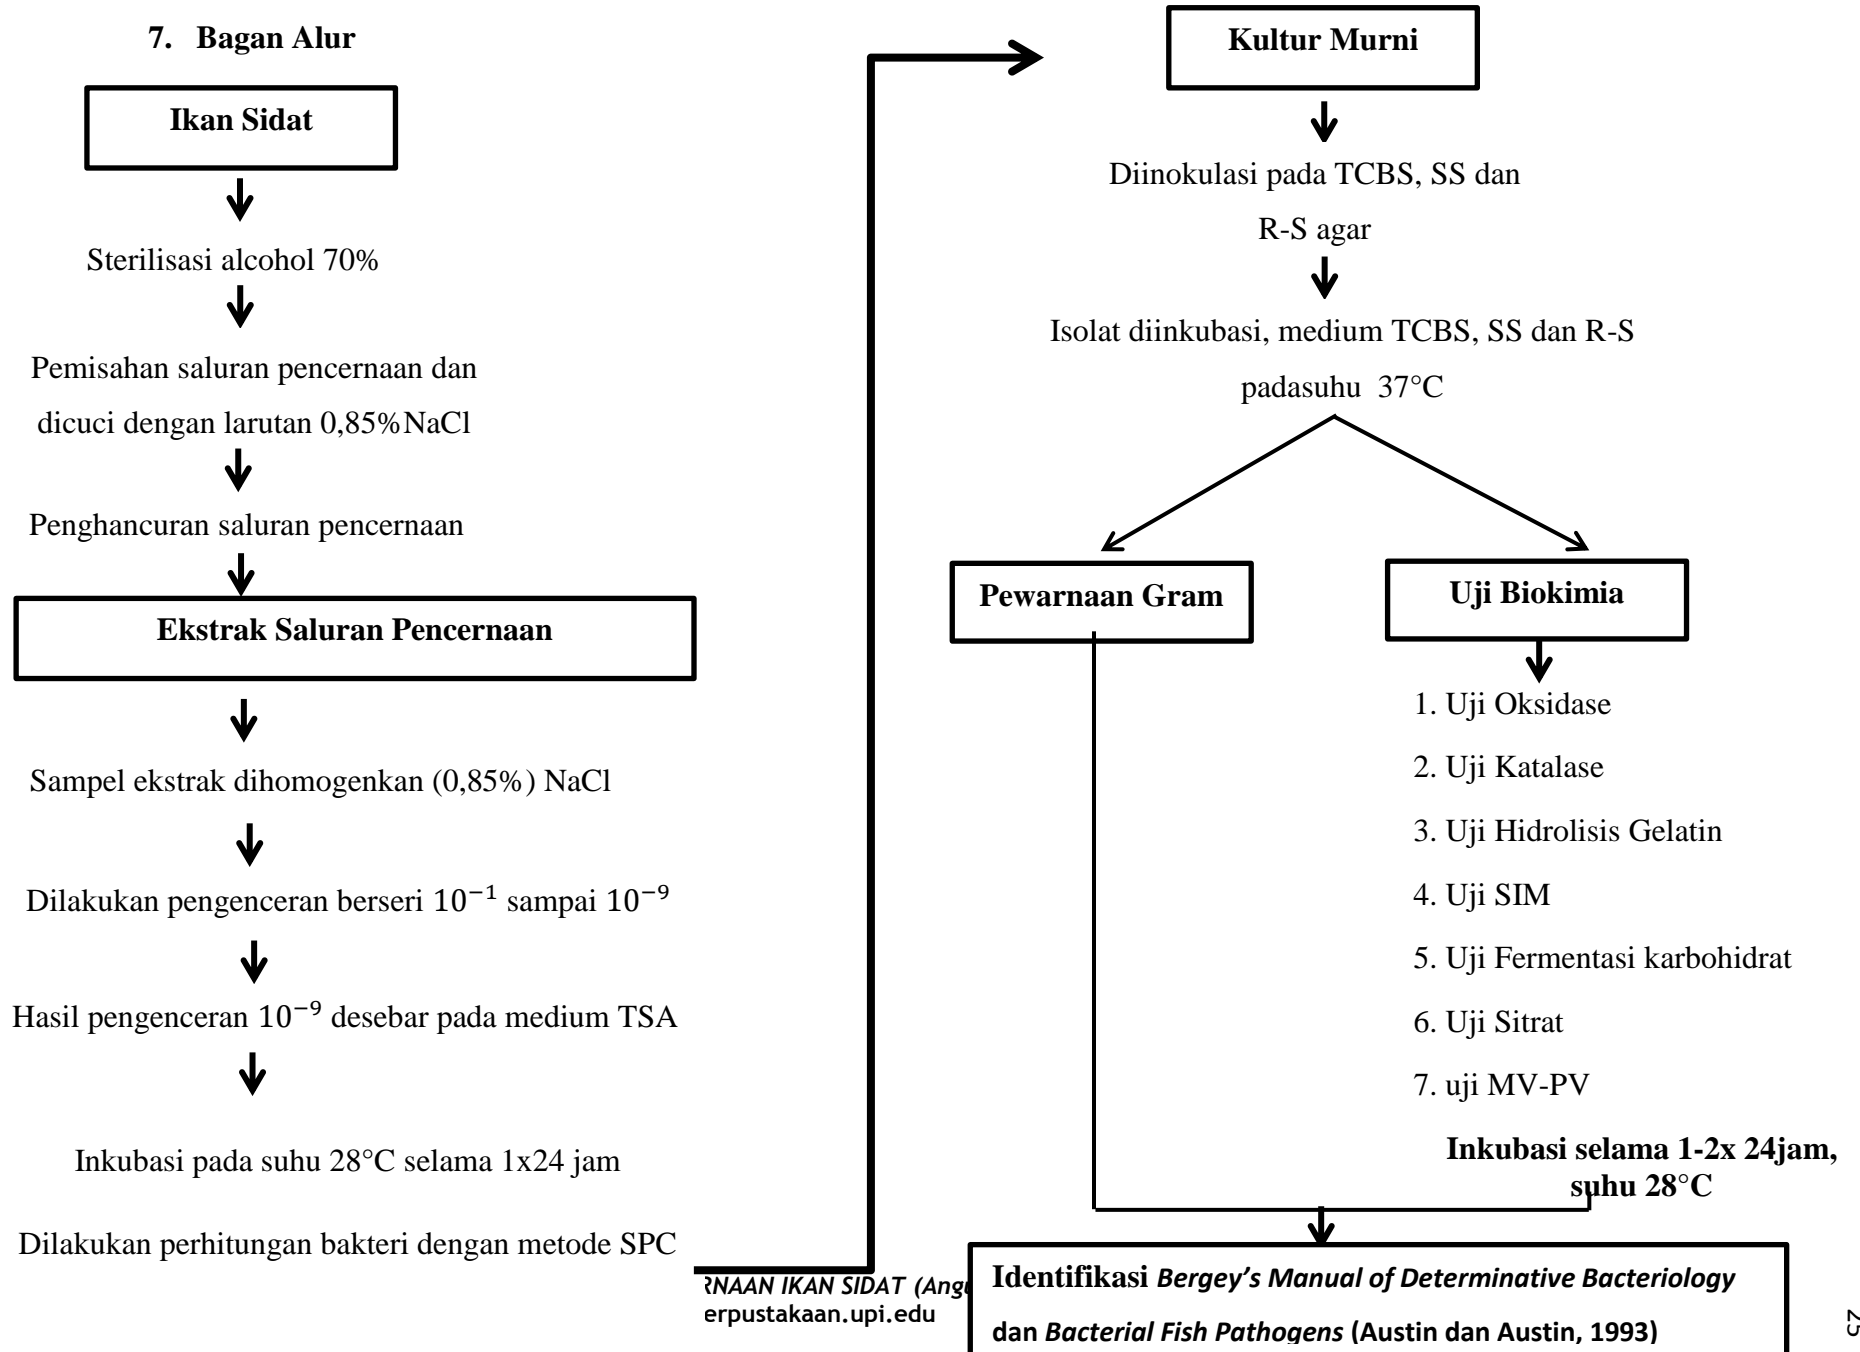 7. Bagan Alur
Ikan Sidat
Sterilisasi alcohol 70%
Pemisahan saluran pencernaan dan
dicuci dengan larutan 0,85%NaCl
Penghancuran saluran pencernaan
Ekstrak Saluran Pencernaan
Sampel ekstrak dihomogenkan (0,85%) NaCl
Dilakukan pengenceran berseri 10⁻¹ sampai 10⁻⁹
Hasil pengenceran 10⁻⁹ desebar pada medium TSA
Inkubasi pada suhu 28°C selama 1x24 jam
Dilakukan perhitungan bakteri dengan metode SPC
Kultur Murni
Diinokulasi pada TCBS, SS dan
R-S agar
Isolat diinkubasi, medium TCBS, SS dan R-S
padasuhu 37°C
Pewarnaan Gram
Uji Biokimia
1. Uji Oksidase
2. Uji Katalase
3. Uji Hidrolisis Gelatin
4. Uji SIM
5. Uji Fermentasi karbohidrat
6. Uji Sitrat
7. uji MV-PV
Inkubasi selama 1-2x 24jam,
suhu 28°C
Identifikasi Bergey's Manual of Determinative Bacteriology
dan Bacterial Fish Pathogens (Austin dan Austin, 1993)
RNAAN IKAN SIDAT (Angu
erpustakaan.upi.edu
25